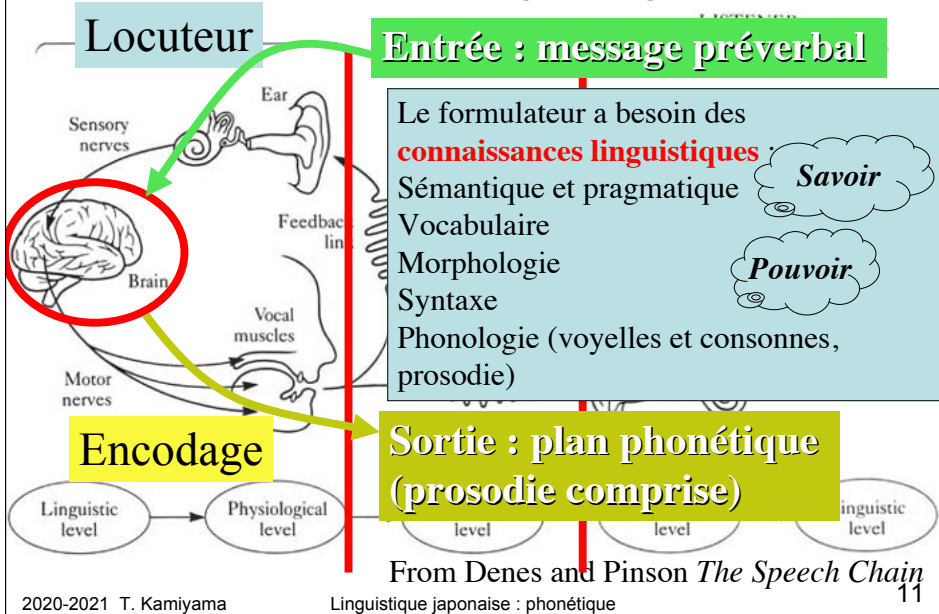 LISTENER
Locuteur
Entrée : message préverbal
Ear
Sensory
nerves
Le formulateur a besoin des
connaissances linguistiques :
Sémantique et pragmatique
Vocabulaire
Morphologie
Syntaxe
Phonologie (voyelles et consonnes,
prosodie)
Savoir
Pouvoir
Feedback
link
Brain
Vocal
muscles
Motor
nerves
Encodage
Sortie : plan phonétique
(prosodie comprise)
Linguistic
level
Physiological
level
level
level
inguistic
level
From Denes and Pinson The Speech Chain
2020-2021 T. Kamiyama
Linguistique japonaise : phonétique
11